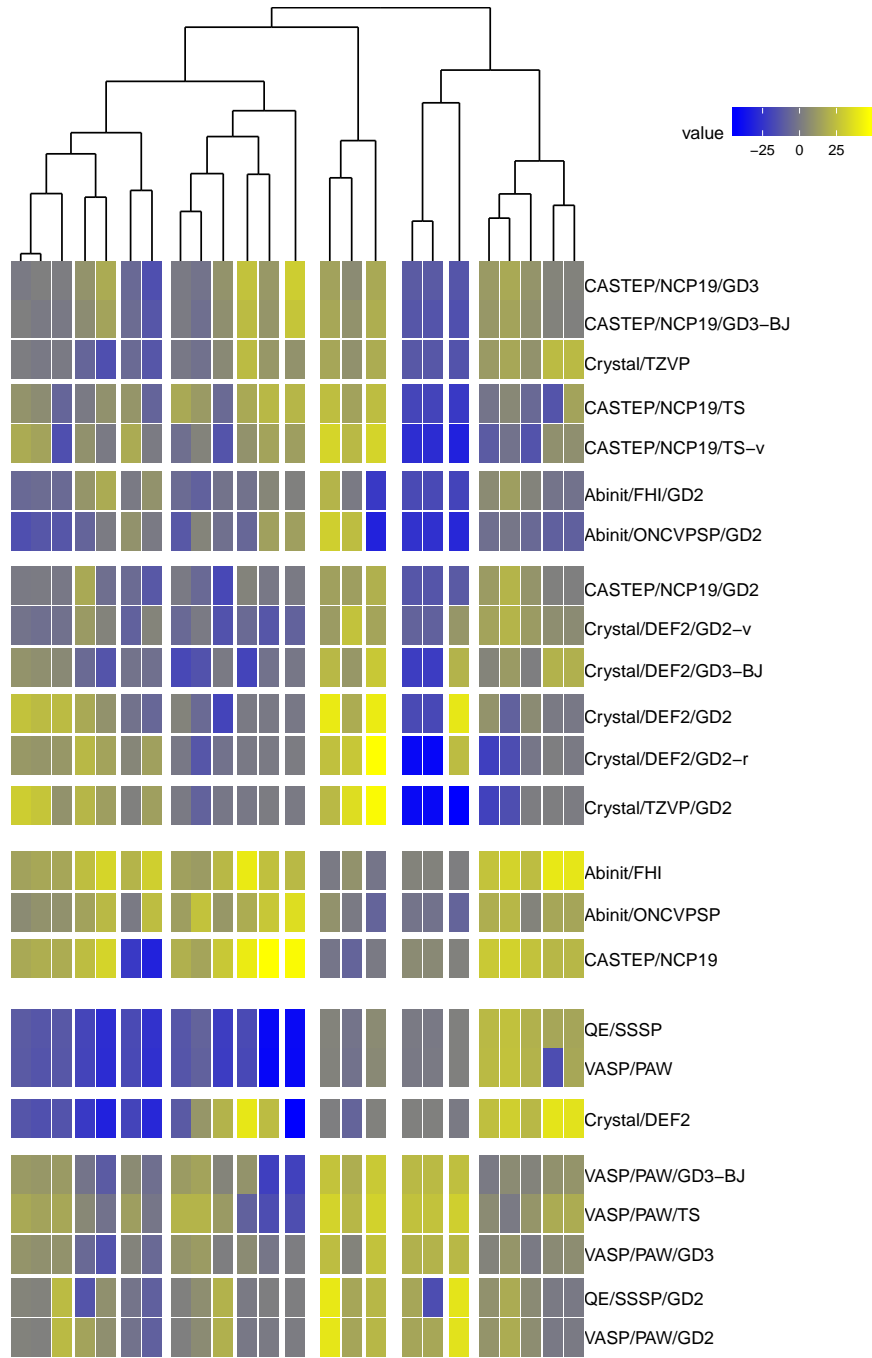 value
−25 0 25
CASTEP/NCP19/GD3
CASTEP/NCP19/GD3−BJ
Crystal/TZVP
CASTEP/NCP19/TS
CASTEP/NCP19/TS−v
Abinit/FHI/GD2
Abinit/ONCVPSP/GD2
CASTEP/NCP19/GD2
Crystal/DEF2/GD2−v
Crystal/DEF2/GD3−BJ
Crystal/DEF2/GD2
Crystal/DEF2/GD2−r
Crystal/TZVP/GD2
Abinit/FHI
Abinit/ONCVPSP
CASTEP/NCP19
QE/SSSP
VASP/PAW
Crystal/DEF2
VASP/PAW/GD3−BJ
VASP/PAW/TS
VASP/PAW/GD3
QE/SSSP/GD2
VASP/PAW/GD2